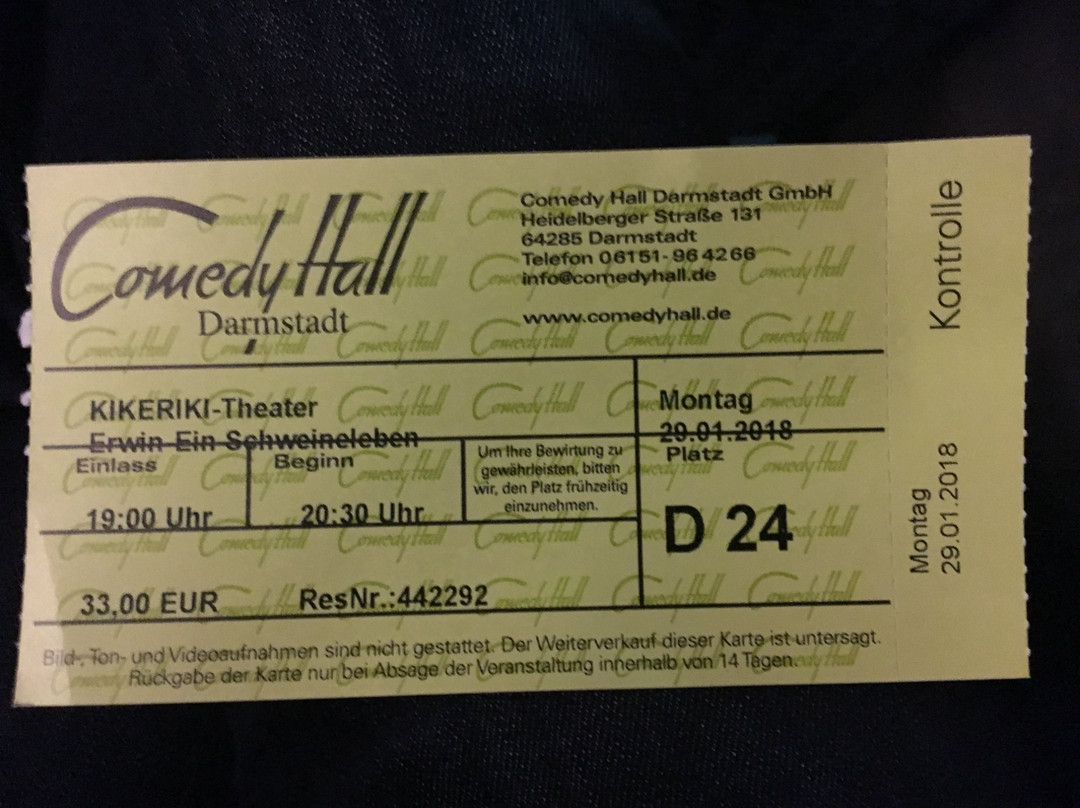 Comedy Hall
Darmstadt
Comedy Hall Darmstadt GmbH
Heidelberger Straße 131
64285 Darmstadt
Telefon 06151-964266
info@comedyhall.de
www.comedyhall.de
KIKERIKI-Theater
Erwin Ein Schweineleben
Montag
29.01.2018
Einlass
19:00 Uhr
Beginn
20:30 Uhr
Um Ihre Bewirtung zu
gewährleisten, bitten
wir, den Platz frühzeitig
einzunehmen.
Platz
D 24
33,00 EUR
ResNr.:442292
Bild-, Ton- und Videoaufnahmen sind nicht gestattet. Der Weiterverkauf dieser Karte ist untersagt.
Rückgabe der Karte nur bei Absage der Veranstaltung innerhalb von 14 Tagen.
Kontrolle
Montag
29.01.2018